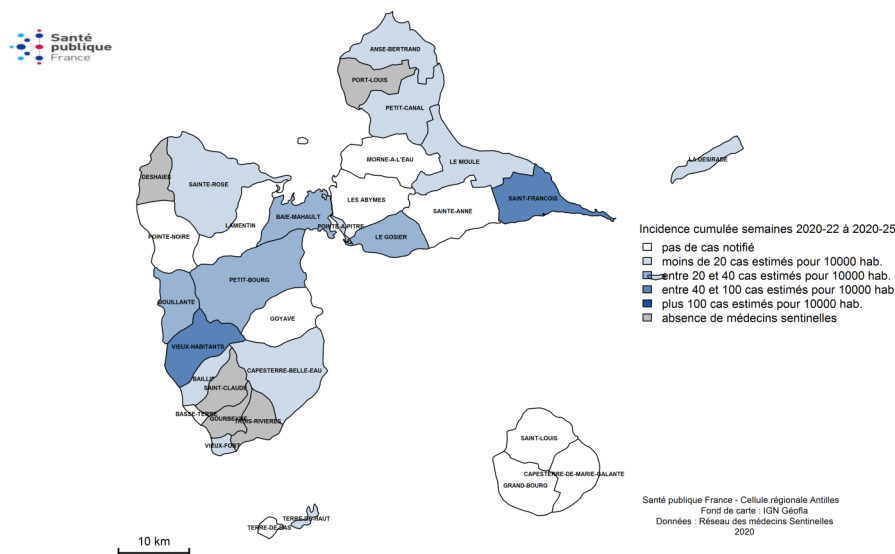 Santé
publique
France
ANSE-BERTRAND
PORT-LOUIS
PETIT-CANAL
MORNE-A-L'EAU
LE MOULE
LA DESIRADE
DESHAIES
SAINTE-ROSE
LES ABYMES
SAINT-FRANCOIS
SAINTE-ANNE
LAMENTIN
BAIE-MAHAULT
POINTE-A-PITRE
POINTE-NOIRE
LE GOSIER
PETIT-BOURG
BOUILLANTE
GOYAVE
VIEUX-HABITANTS
CAPESTERRE-BELLE-EAU
BAILLIF
SAINT-CLAUDE
BASSE-TERRE
GOURBEYRE
TROIS-RIVIERES
VIEUX-FORT
TERRE-DE-HAUT
TERRE-DE-BAS
SAINT-LOUIS
CAPESTERRE-DE-MARIE-GALANTE
GRAND-BOURG
Incidence cumulée semaines 2020-22 à 2020-25
pas de cas notifié
moins de 20 cas estimés pour 10000 hab.
entre 20 et 40 cas estimés pour 10000 hab.
entre 40 et 100 cas estimés pour 10000 hab
plus 100 cas estimés pour 10000 hab.
absence de médecins sentinelles
Santé publique France - Cellule régionale Antilles
Fond de carte : IGN Géofla
Données : Réseau des médecins Sentinelles
2020
10 km